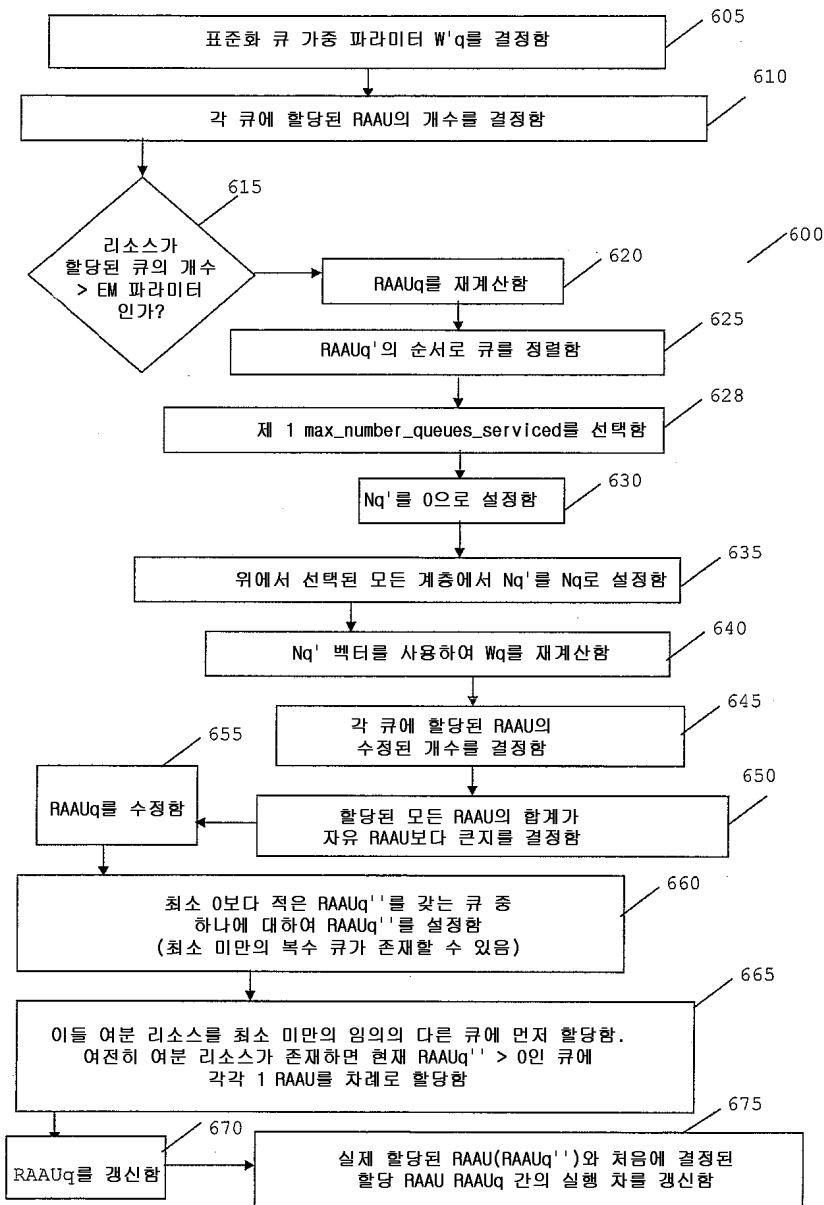 표준화 큐 가중 파라미터 W'q를 결정함
605
각 큐에 할당된 RAAU의 개수를 결정함
610
615
리소스가
할당된 큐의 개수
> EM 파라미터
인가?
600
RAAUq를 재계산함
620
RAAUq'의 순서로 큐를 정렬함
625
제 1 max_number_queues_serviced를 선택함
628
Nq'를 0으로 설정함
630
위에서 선택된 모든 계층에서 Nq'를 Nq로 설정함
635
Nq' 벡터를 사용하여 Wq를 재계산함
640
각 큐에 할당된 RAAU의
수정된 개수를 결정함
645
할당된 모든 RAAU의 합계가
자유 RAAU보다 큰지를 결정함
650
RAAUq를 수정함
655
최소 0보다 적은 RAAUq''를 갖는 큐 중
하나에 대하여 RAAUq''를 설정함
(최소 미만의 복수 큐가 존재할 수 있음)
660
이들 여분 리소스를 최소 미만의 임의의 다른 큐에 먼저 할당함.
여전히 여분 리소스가 존재하면 현재 RAAUq'' > 0인 큐에
각각 1 RAAU를 차례로 할당함
665
RAAUq를 갱신함
670
실제 할당된 RAAU(RAAUq'')와 처음에 결정된
할당 RAAU RAAUq 간의 실행 차를 갱신함
675